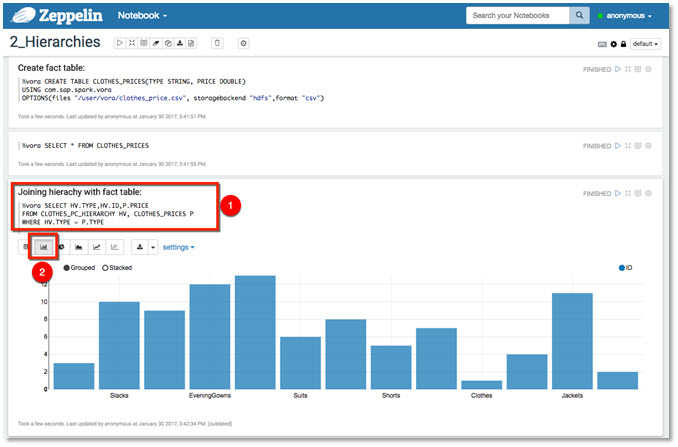 Zeppelin
Notebook
Search your Notebooks
anonymous
2_Hierarchies
default
Create fact table:
FINISHED
%vora CREATE TABLE CLOTHES_PRICES(TYPE STRING, PRICE DOUBLE)
USING com.sap.spark.vora
OPTIONS(files "/user/vora/clothes_price.csv", storagebackend "hdfs",format "csv")
Took a few seconds. Last updated by anonymous at January 30 2017, 3:41:51 PM.
%vora SELECT * FROM CLOTHES_PRICES
FINISHED
Took a few seconds. Last updated by anonymous at January 30 2017, 3:41:55 PM.
Joining hierachy with fact table:
FINISHED
%vora SELECT HV.TYPE,HV.ID,P.PRICE
FROM CLOTHES_PC_HIERARCHY HV, CLOTHES_PRICES P
WHERE HV.TYPE = P.TYPE
1
settings
2
Grouped Stacked
ID
12
10
8
6
4
2
0
Slacks EveningGowns Suits Shorts Clothes Jackets
Took a few seconds. Last updated by anonymous at January 30 2017, 3:42:34 PM. [outdated]